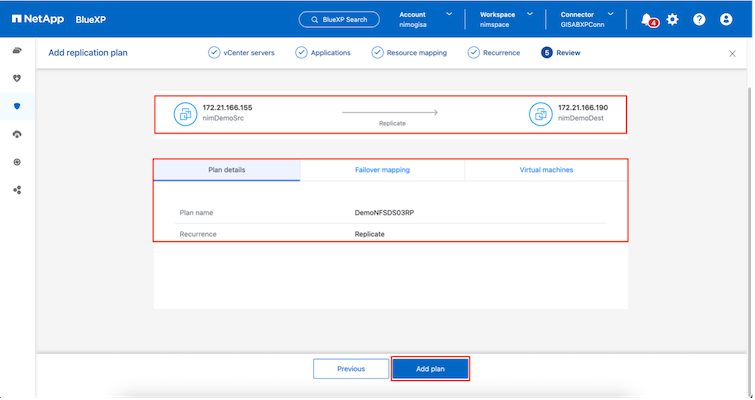 NetApp BlueXP
BlueXP Search
Account
nimogisa
Workspace
nimspace
Connector
GISABXPConn
4
Add replication plan
vCenter servers
Applications
Resource mapping
Recurrence
5 Review
172.21.166.155
nimDemoSrc
Replicate
172.21.166.190
nimDemoDest
Plan details
Failover mapping
Virtual machines
Plan name DemoNFSDS03RP
Recurrence Replicate
Previous
Add plan